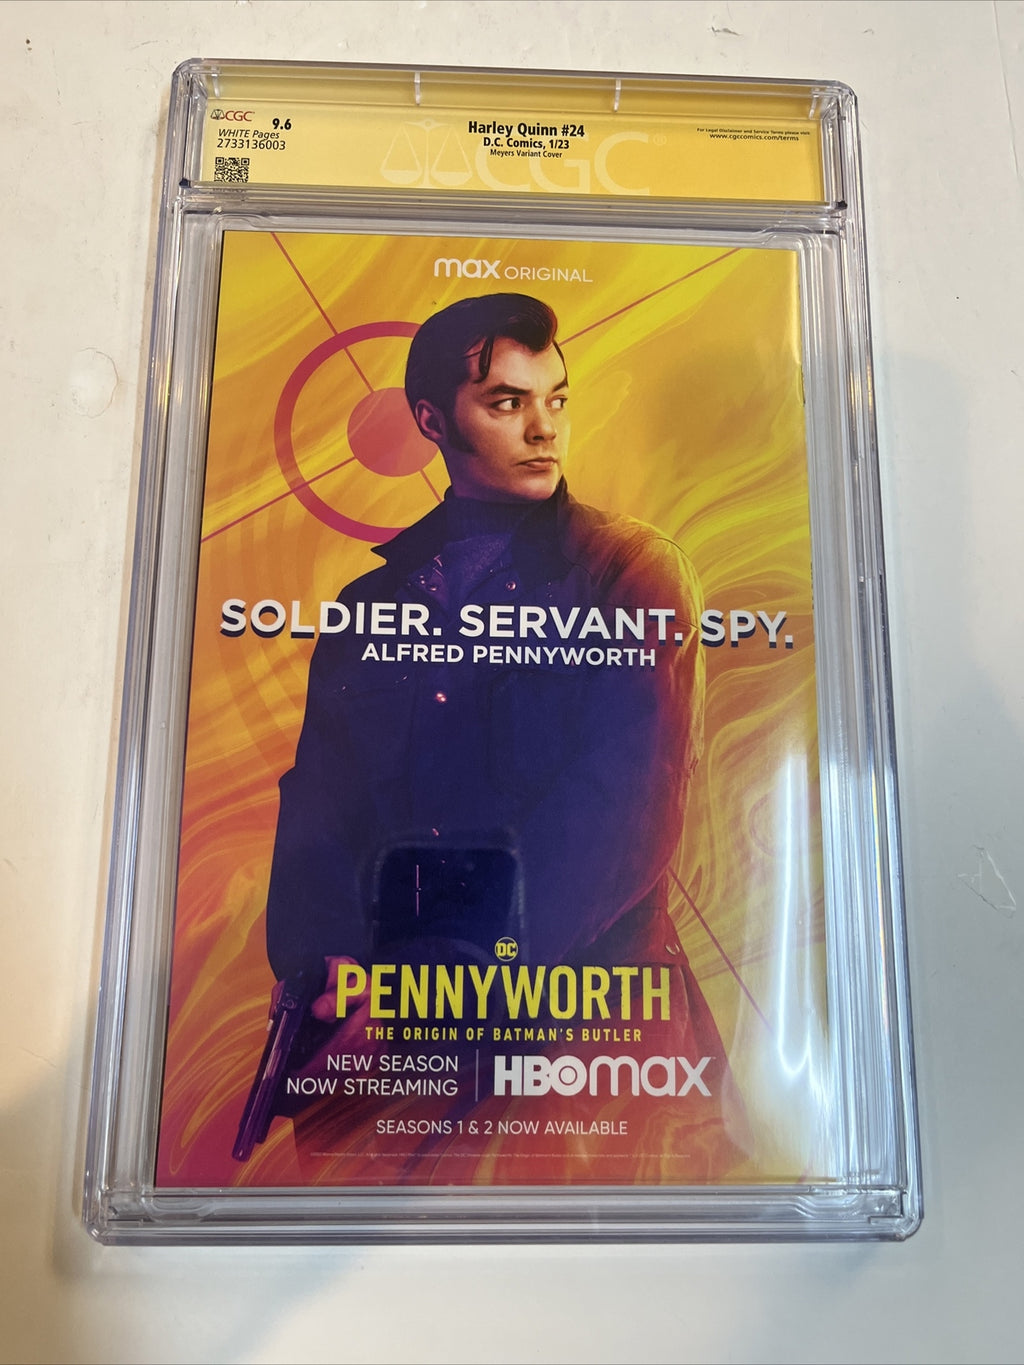 CGC 9.6
WHITE Pages
2733136003
Harley Quinn #24
D.C. Comics, 1/23
Meyers Variant Cover
For Legal Disclaimer and Service Terms please visit
www.cgccomics.com/terms
CGC
max ORIGINAL
SOLDIER. SERVANT. SPY.
ALFRED PENNYWORTH
DC
PENNYWORTH
THE ORIGIN OF BATMAN'S BUTLER
NEW SEASON
NOW STREAMING
HBOmax
SEASONS 1 & 2 NOW AVAILABLE